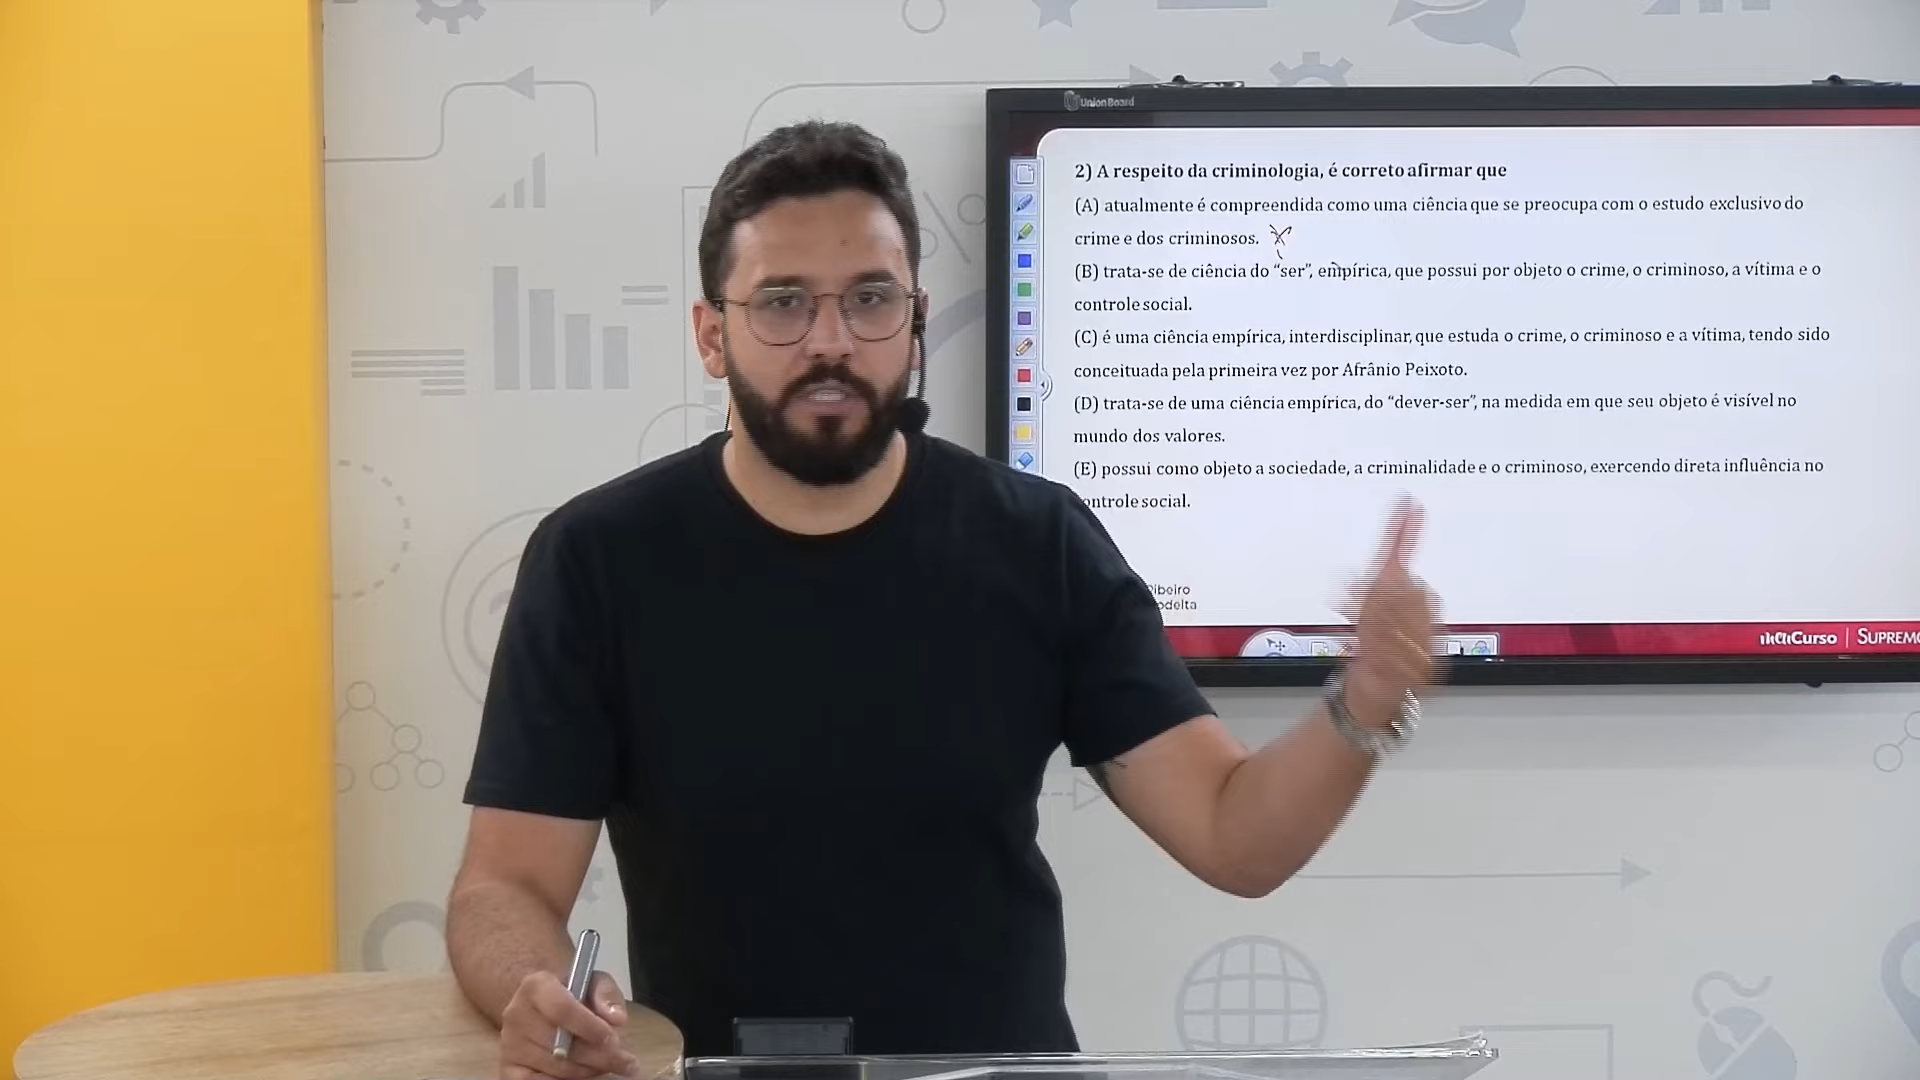 UnionBoard
2) A respeito da criminologia, é correto afirmar que
(A) atualmente é compreendida como uma ciência que se preocupa com o estudo exclusivo do
crime e dos criminosos.
(B) trata-se de ciência do “ser”, empírica, que possui por objeto o crime, o criminoso, a vítima e o
controle social.
(C) é uma ciência empírica, interdisciplinar, que estuda o crime, o criminoso e a vítima, tendo sido
conceituada pela primeira vez por Afrânio Peixoto.
(D) trata-se de uma ciência empírica, do “dever-ser”, na medida em que seu objeto é visível no
mundo dos valores.
(E) possui como objeto a sociedade, a criminalidade e o criminoso, exercendo direta influência no
ontrole social.
ibeiro
delta
Curso | SUPREMO